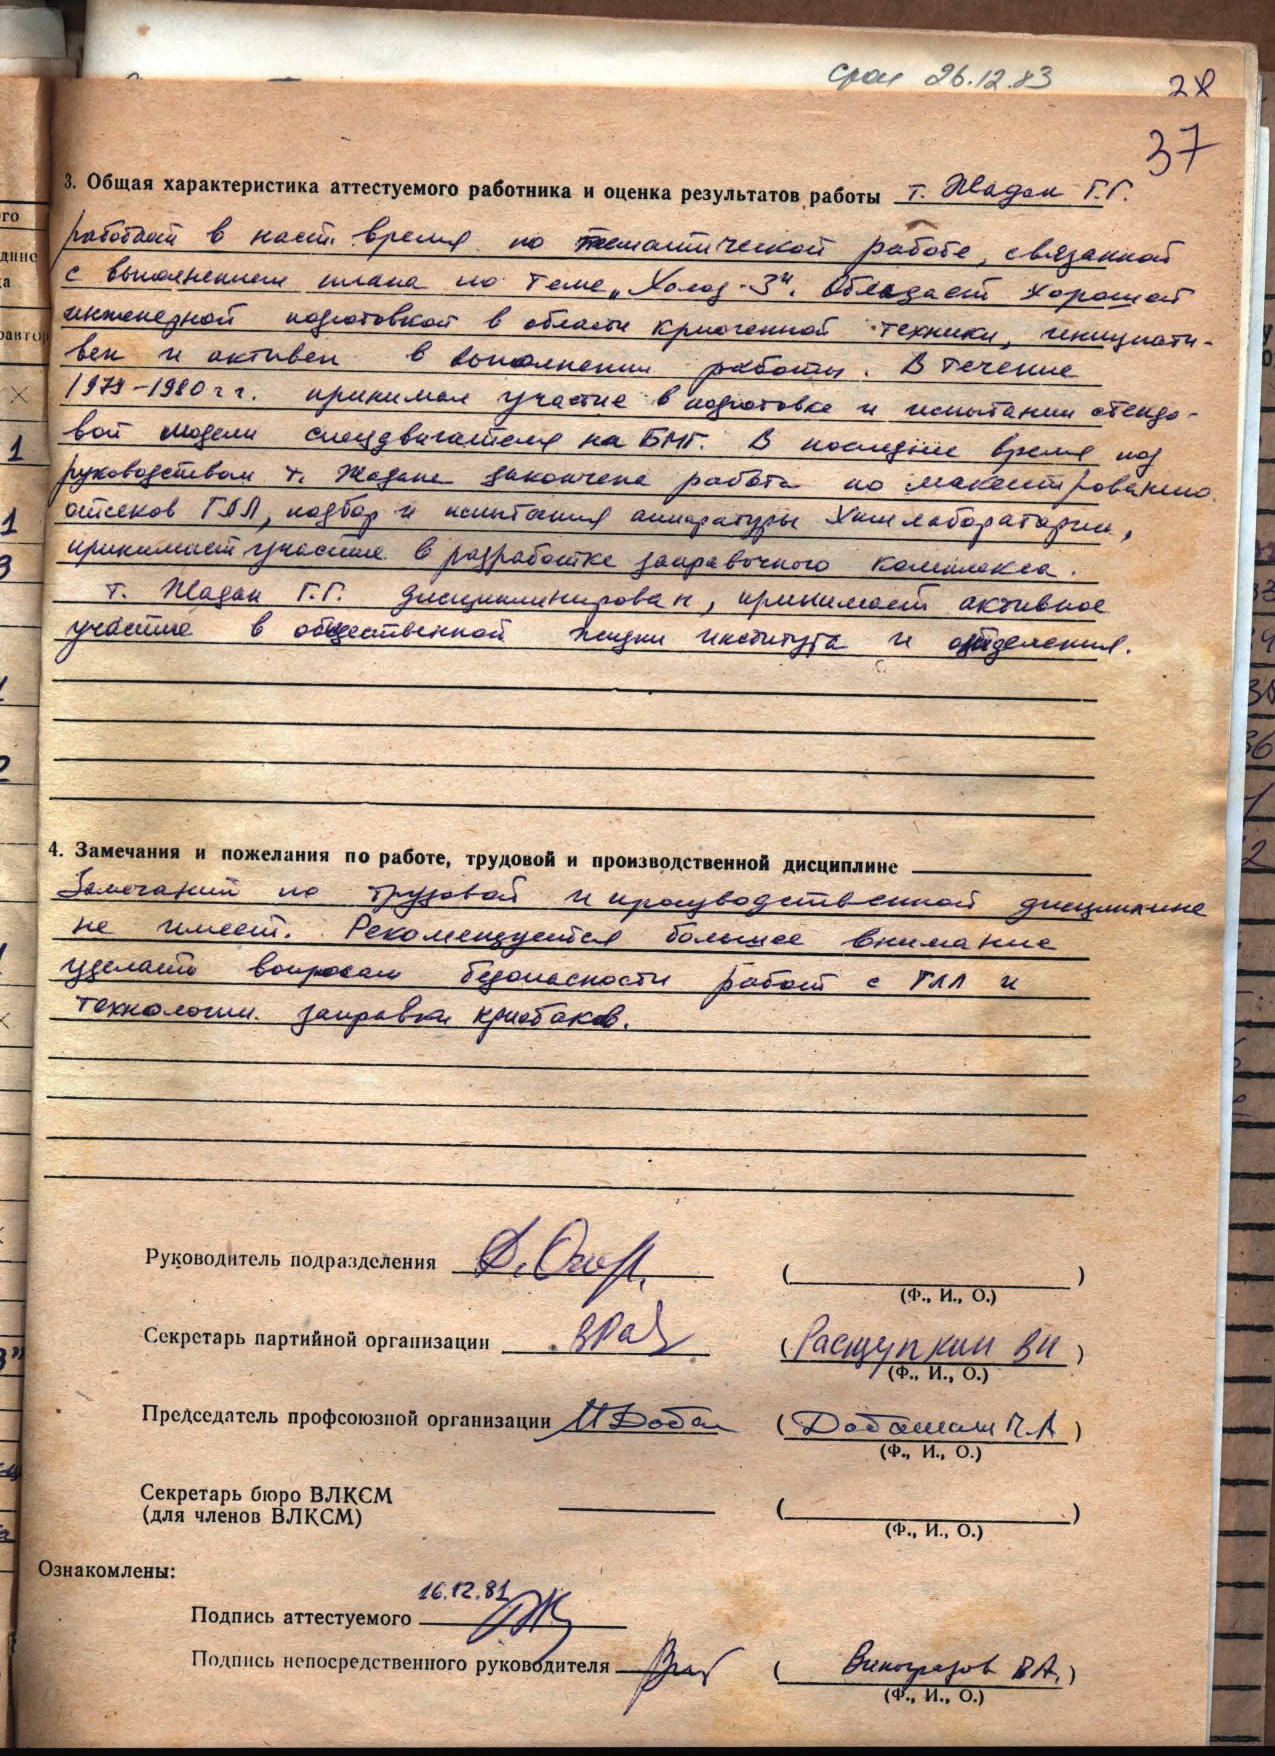 срок 26.12.83
38
37
3. Общая характеристика аттестуемого работника и оценка результатов работы т. Жадан Г.Г.
работает в наст. время по тематической работе, связанной
с выполнением плана по теме „Холод-3". Обладает хорошей
инженерной подготовкой в области криогенной техники, инициати-
вен и активен в выполнении работы. В течение
1979-1980 г г. принимал участие в подготовке и испытании стендо-
вой модели спецдвигателя на БМГ. В последнее время под
руководством т. Жадана закончена работа по макетированию
отсеков ГЛЛ, подбор и испытания аппаратуры Химлаборатории,
принимает участие в разработке заправочного комплекса.
т. Жадан Г.Г. дисциплинирован, принимает активное
участие в общественной жизни института и отделения.
4. Замечания и пожелания по работе, трудовой и производственной дисциплине
Замечаний по трудовой и производственной дисциплине
не имеет. Рекомендуется большее внимание
уделять вопросам безопасности работ с ГЛЛ и
технологии заправки криобаков.
Руководитель подразделения ( )
(Ф., И., О.)
Секретарь партийной организации (Расщупкин ВИ)
(Ф., И., О.)
Председатель профсоюзной организации ( )
(Ф., И., О.)
Секретарь бюро ВЛКСМ
(для членов ВЛКСМ) ( )
(Ф., И., О.)
Ознакомлены:
16.12.81
Подпись аттестуемого
Подпись непосредственного руководителя (Виноградов В.А.)
(Ф., И., О.)